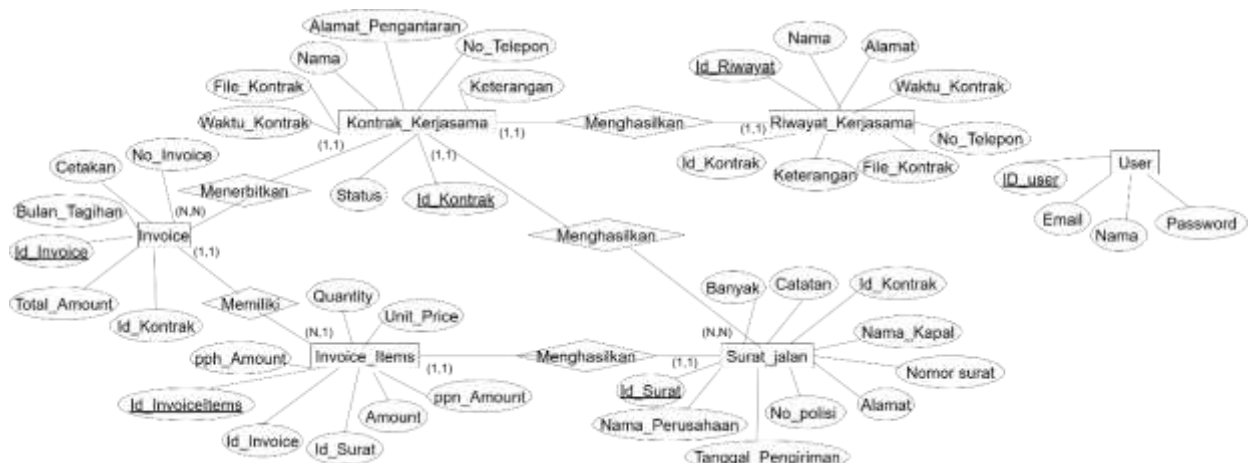 Alamat_Pengantaran
Nama
No_Telepon
File_Kontrak
Keterangan
Waktu_Kontrak
Kontrak_Kerjasama
(1,1)
(1,1)
(1,1)
Menghasilkan
(1,1)
Nama
Alamat
Id_Riwayat
Waktu_Kontrak
Riwayat_Kerjasama
No_Telepon
Id_Kontrak
Keterangan
File_Kontrak
User
ID_user
Email
Nama
Password
No_Invoice
Cetakan
Menerbitkan
Status
Id_Kontrak
Bulan_Tagihan
(N,N)
Invoice
(1,1)
Id_Invoice
Total_Amount
Id_Kontrak
Memiliki
Menghasilkan
Quantity
Unit_Price
(N,1)
pph_Amount
Invoice_Items
(1,1)
Id_InvoiceItems
ppn_Amount
Amount
Id_Invoice
Id_Surat
Menghasilkan
(1,1)
Banyak
Catatan
Id_Kontrak
(N,N)
Nama_Kapal
Surat_jalan
Nomor surat
Id_Surat
Alamat
No_polisi
Nama_Perusahaan
Tanggal_Pengiriman